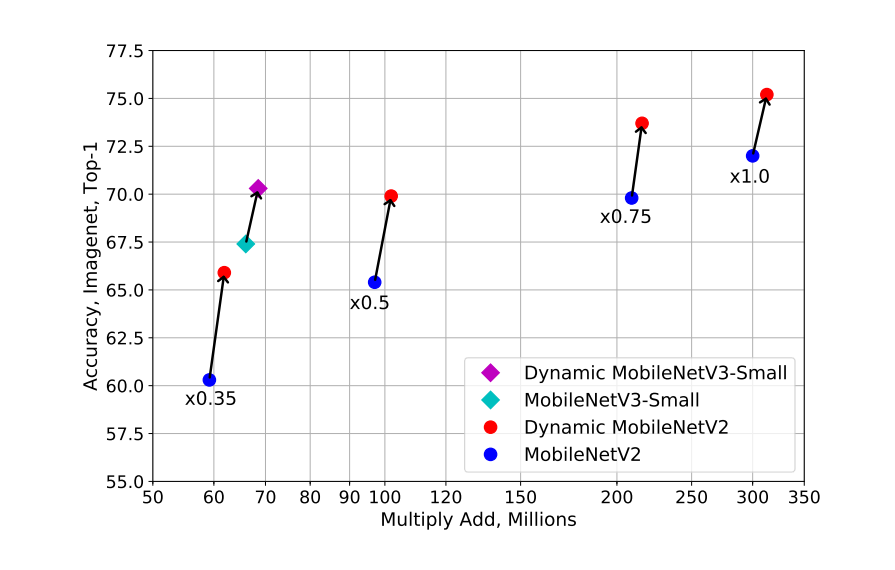 77.5
75.0
72.5
70.0
67.5
65.0
62.5
60.0
57.5
55.0
Accuracy, Imagenet, Top-1
x0.35
x0.5
x0.75
x1.0
Dynamic MobileNetV3-Small
MobileNetV3-Small
Dynamic MobileNetV2
MobileNetV2
50 60 70 80 90 100 120 150 200 250 300 350
Multiply Add, Millions